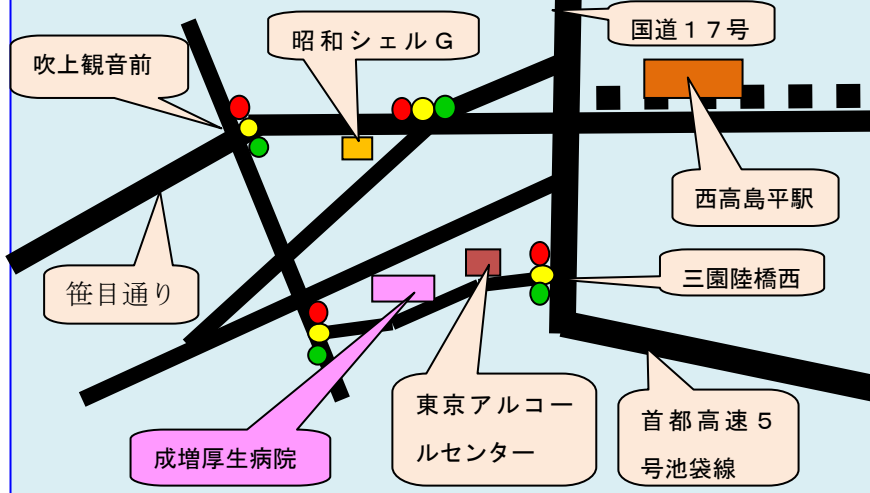 国道１７号
昭和シェルＧ
吹上観音前
西高島平駅
三園陸橋西
笹目通り
東京アルコー
ルセンター
首都高速５
号池袋線
成増厚生病院